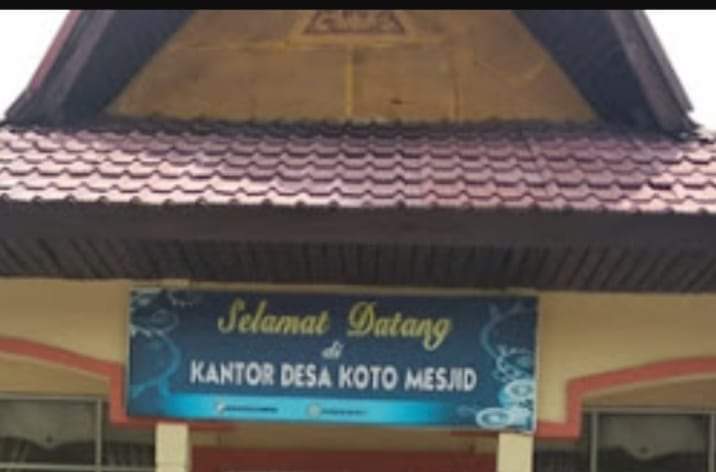 Selamat Datang
di
KANTOR DESA KOTO MESJID